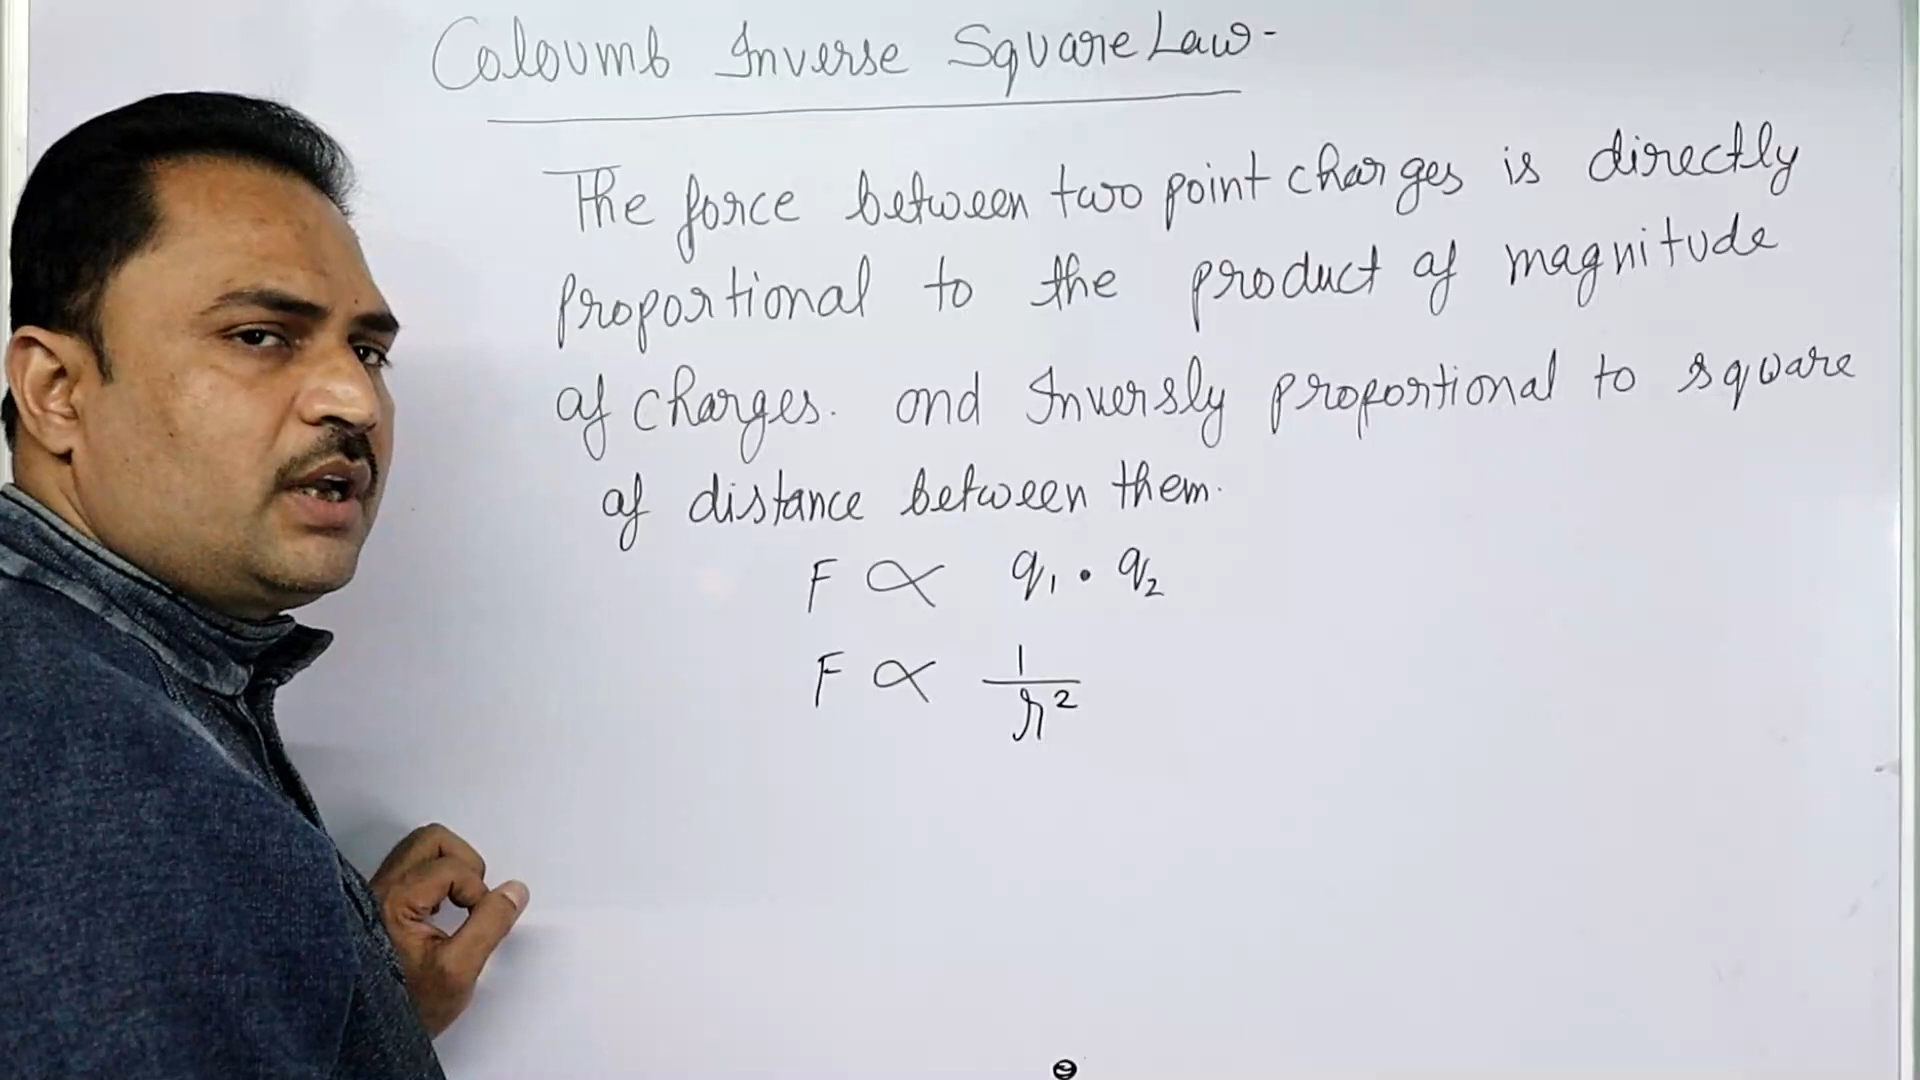 Coloumb Inverse Square Law-
The force between two point charges is directly
proportional to the product of magnitude
of charges. and Inversly proportional to square
of distance between them.
F ∝ q₁ • q₂
F ∝ 1/r²